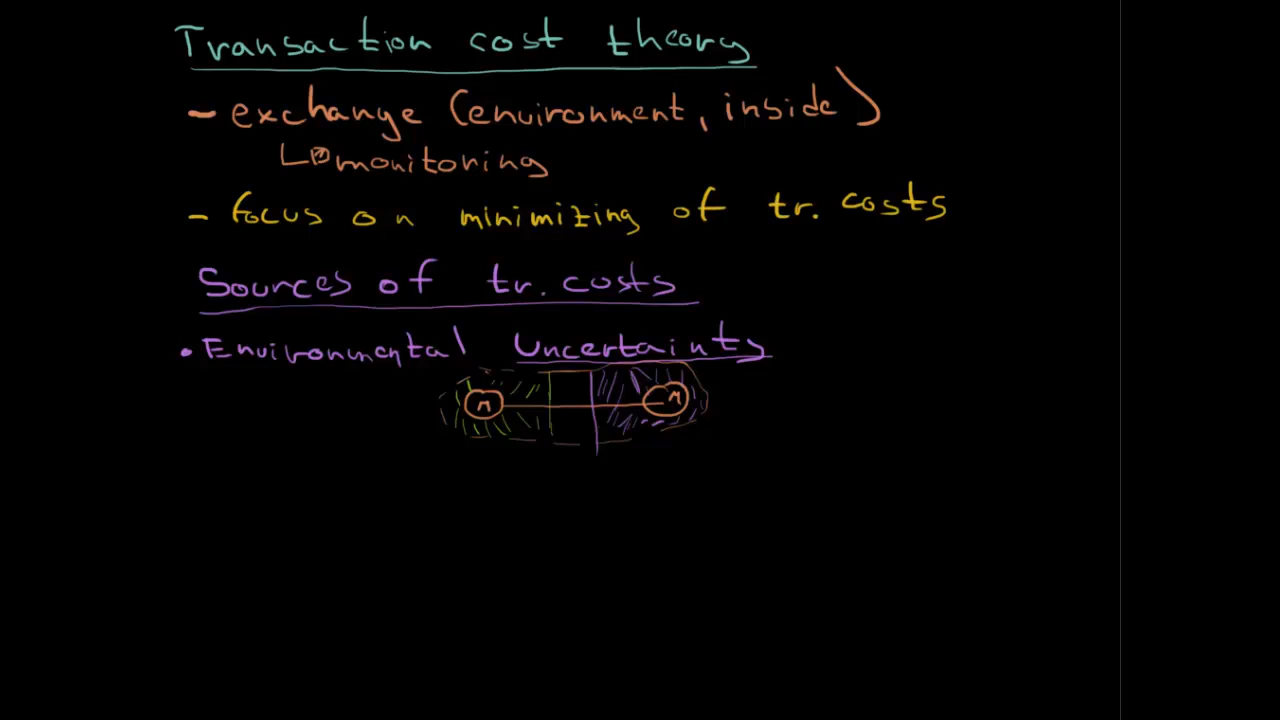 Transaction cost theory
- exchange (environment, inside)
monitoring
- focus on minimizing of tr. costs
Sources of tr. costs
• Environmental Uncertainty
M M